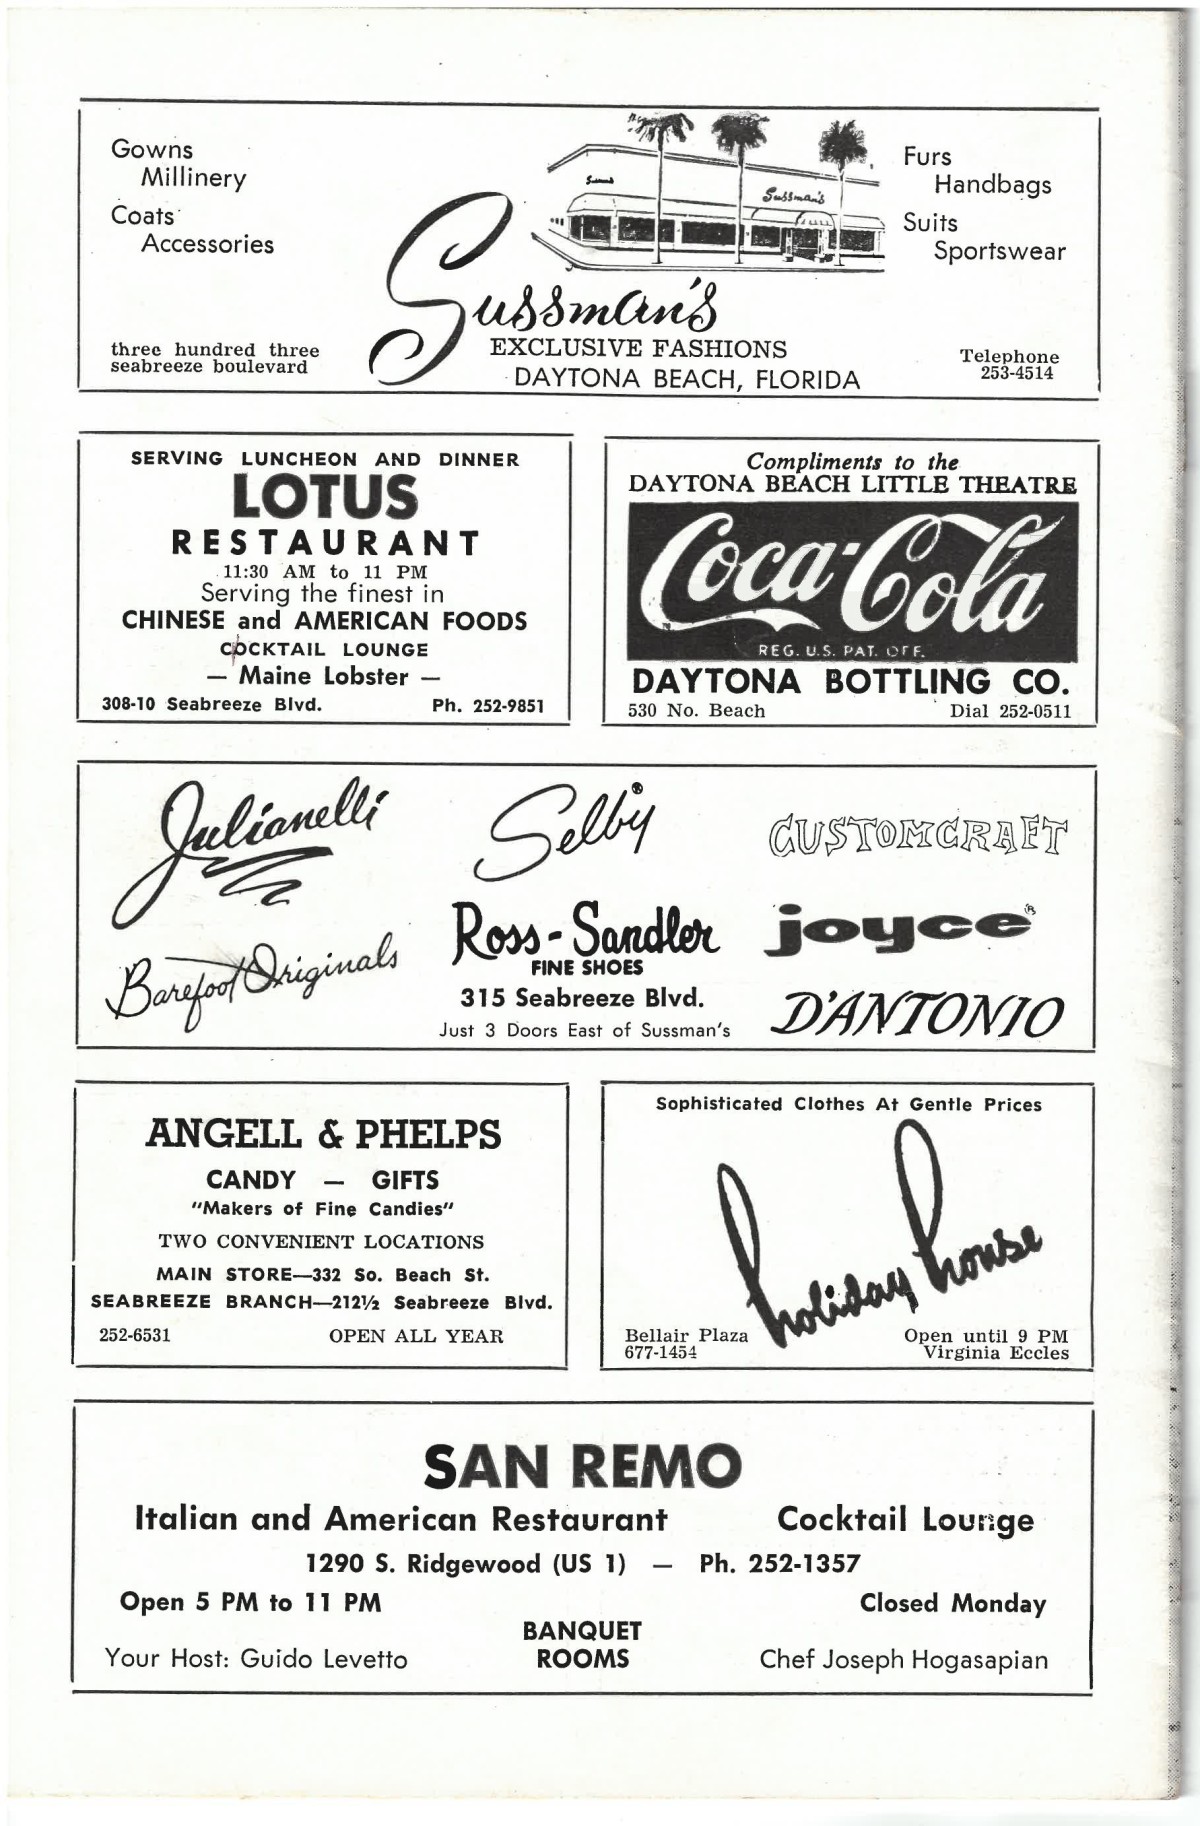 Gowns
Millinery
Coats
Accessories
Sussman's
Furs
Handbags
Suits
Sportswear
Sussman's
EXCLUSIVE FASHIONS
DAYTONA BEACH, FLORIDA
three hundred three
seabreeze boulevard
Telephone
253-4514
SERVING LUNCHEON AND DINNER
LOTUS
RESTAURANT
11:30 AM to 11 PM
Serving the finest in
CHINESE and AMERICAN FOODS
COCKTAIL LOUNGE
— Maine Lobster —
308-10 Seabreeze Blvd. Ph. 252-9851
Compliments to the
DAYTONA BEACH LITTLE THEATRE
Coca-Cola
REG. U.S. PAT. OFF.
DAYTONA BOTTLING CO.
530 No. Beach Dial 252-0511
Julianelli
Barefoot Originals
Selby®
Ross-Sandler
FINE SHOES
315 Seabreeze Blvd.
Just 3 Doors East of Sussman's
CUSTOMCRAFT
joyce®
D'ANTONIO
ANGELL & PHELPS
CANDY — GIFTS
"Makers of Fine Candies"
TWO CONVENIENT LOCATIONS
MAIN STORE—332 So. Beach St.
SEABREEZE BRANCH—212½ Seabreeze Blvd.
252-6531 OPEN ALL YEAR
Sophisticated Clothes At Gentle Prices
holiday house
Bellair Plaza
677-1454
Open until 9 PM
Virginia Eccles
SAN REMO
Italian and American Restaurant Cocktail Lounge
1290 S. Ridgewood (US 1) — Ph. 252-1357
Open 5 PM to 11 PM Closed Monday
BANQUET
ROOMS
Your Host: Guido Levetto Chef Joseph Hogasapian